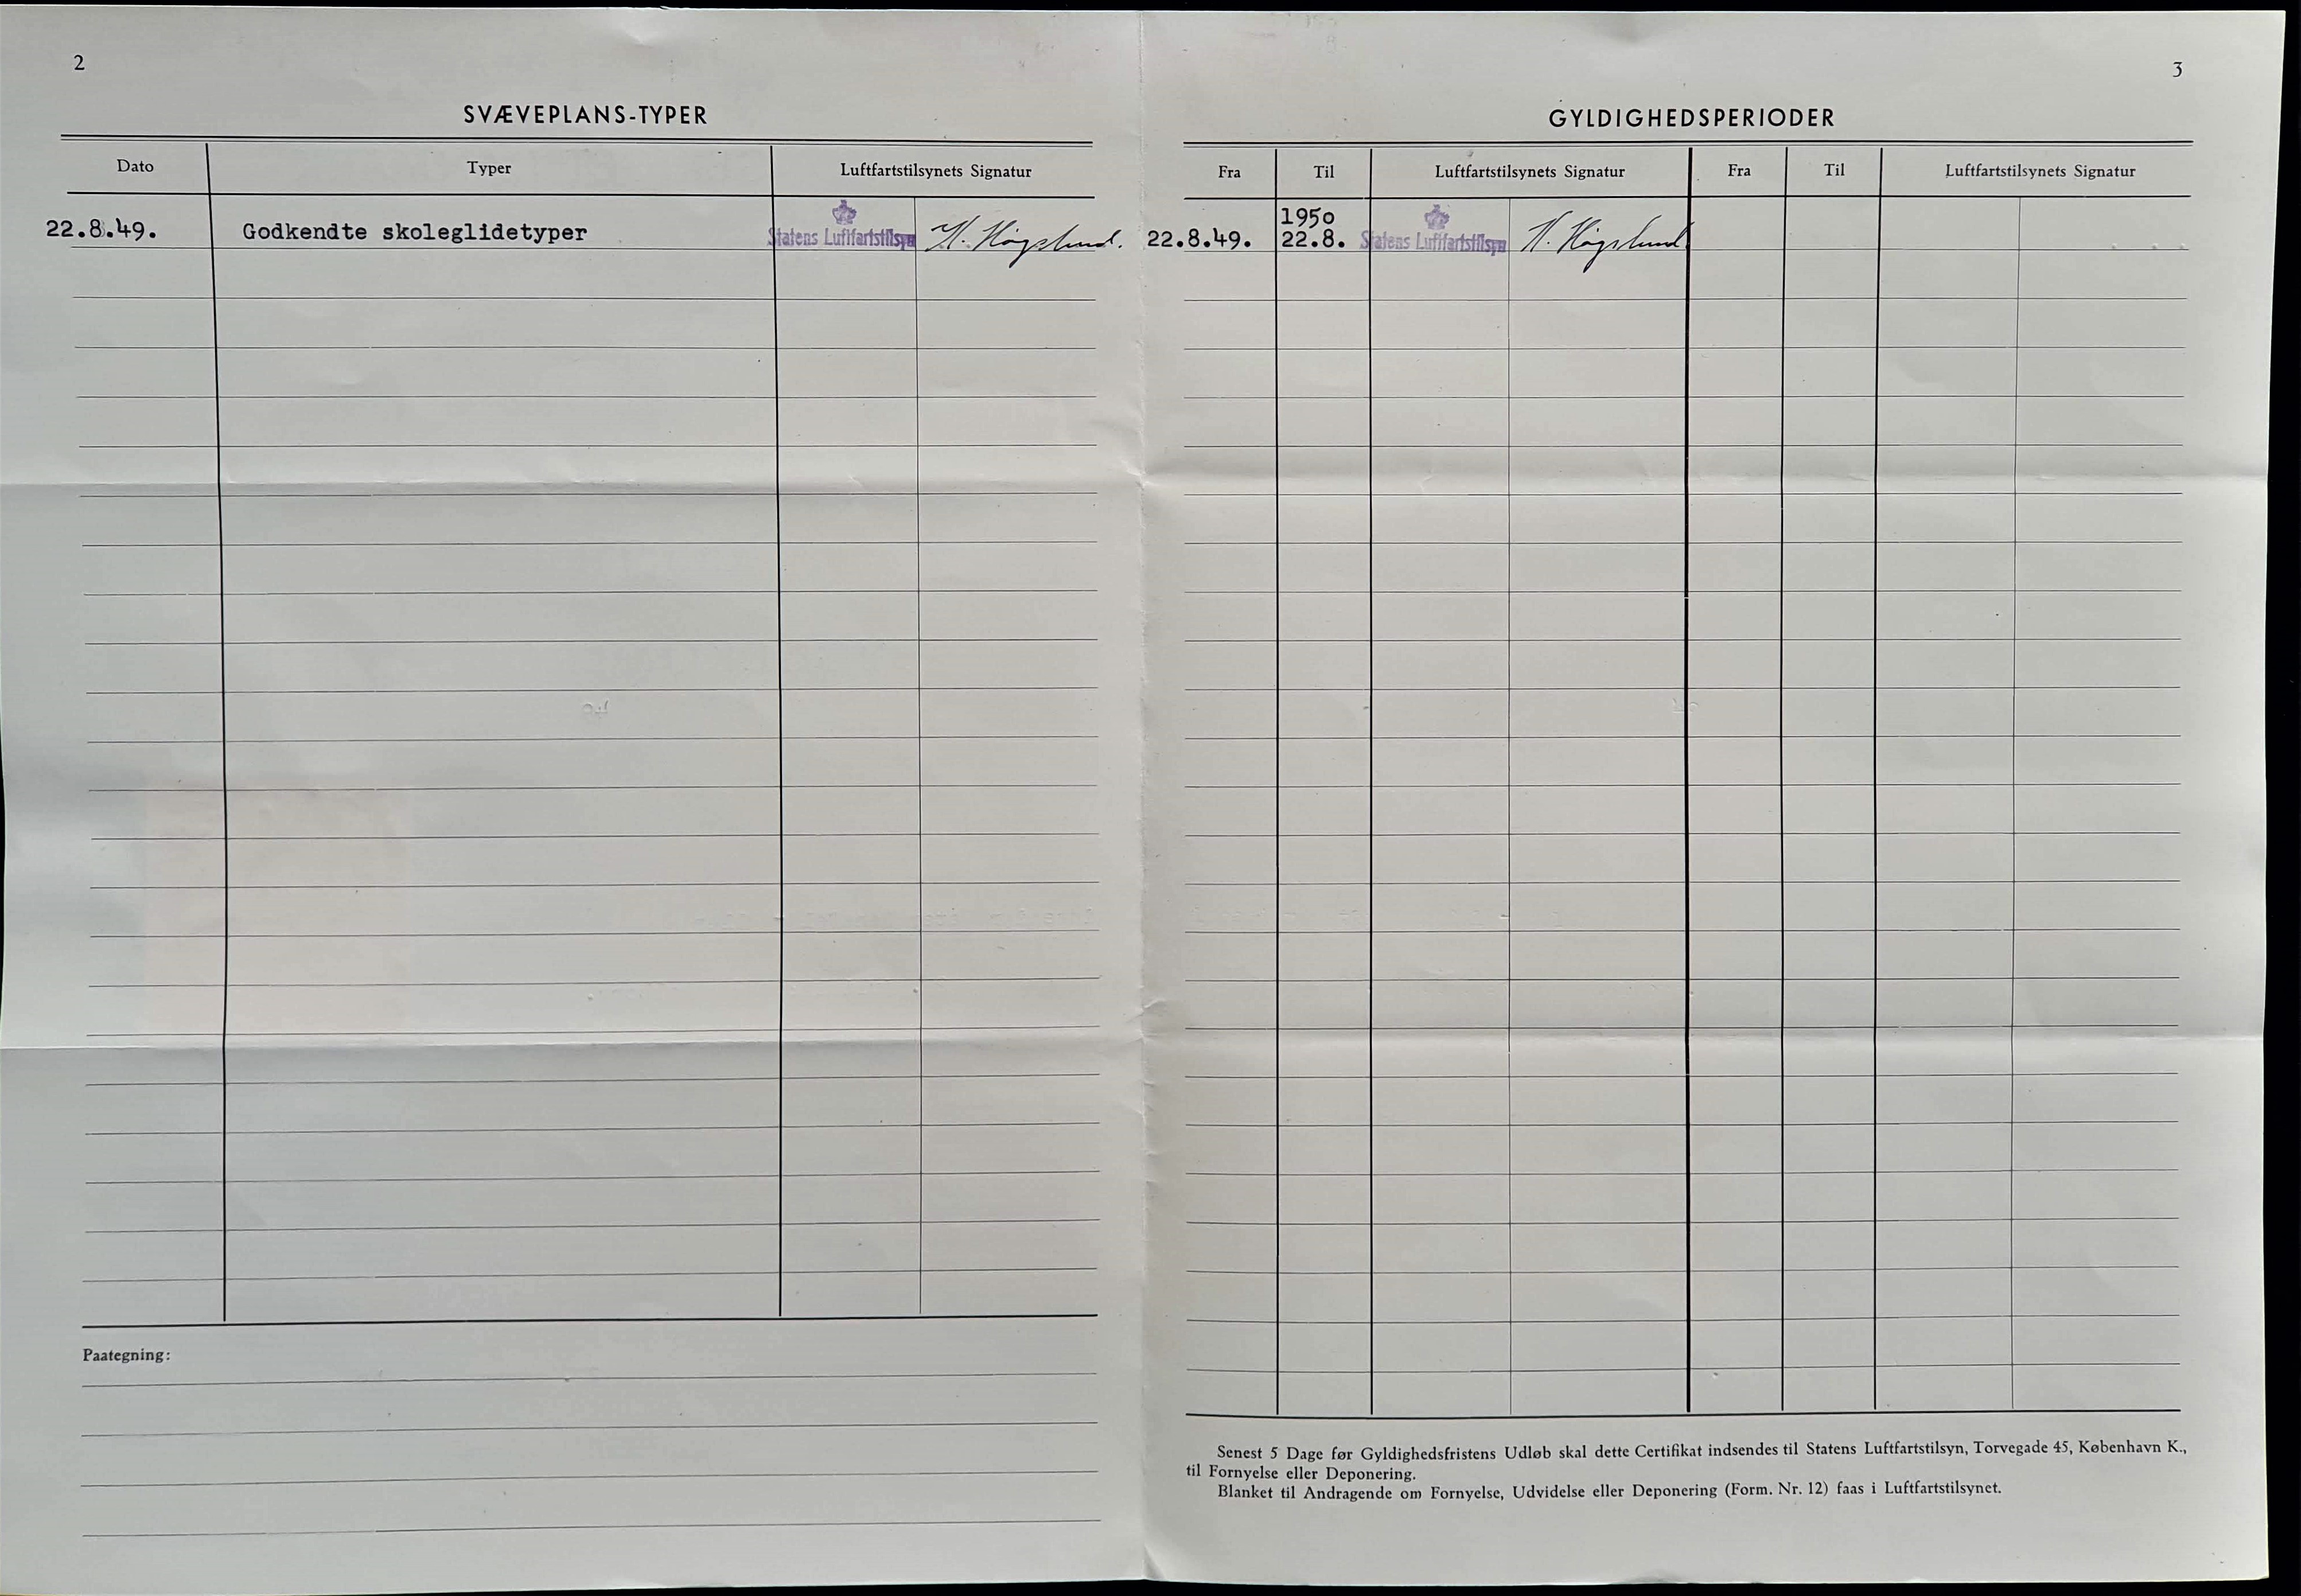 2
SVÆVEPLANS-TYPER
Dato Typer Luftfartstilsynets Signatur
22.8.49. Godkendte skoleglidetyper Statens Luftfartstilsyn H. Høgslund.
Paategning:
3
GYLDIGHEDSPERIODER
Fra Til Luftfartstilsynets Signatur Fra Til Luftfartstilsynets Signatur
1950
22.8.49. 22.8. Statens Luftfartstilsyn H. Høgslund
Senest 5 Dage før Gyldighedsfristens Udløb skal dette Certifikat indsendes til Statens Luftfartstilsyn, Torvegade 45, København K.,
til Fornyelse eller Deponering.
Blanket til Andragende om Fornyelse, Udvidelse eller Deponering (Form. Nr. 12) faas i Luftfartstilsynet.